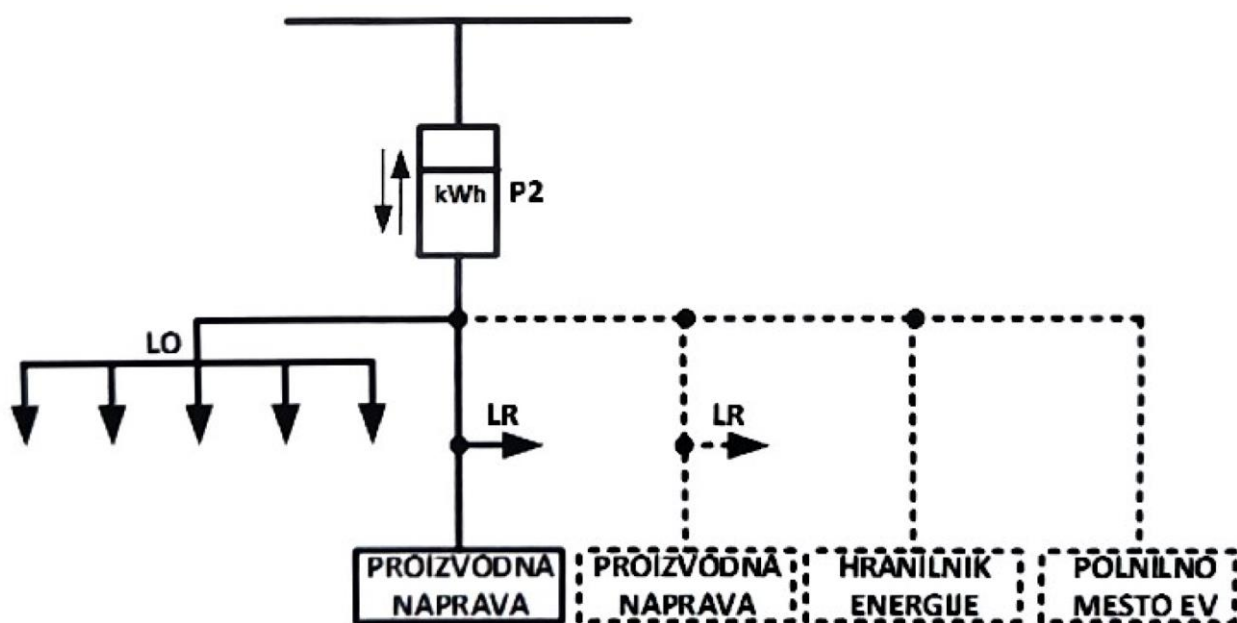 kWh P2
LO
LR
LR
PROIZVODNA
NAPRAVA
PROIZVODNA
NAPRAVA
HRANILNIK
ENERGIJE
POLNILNO
MESTO EV